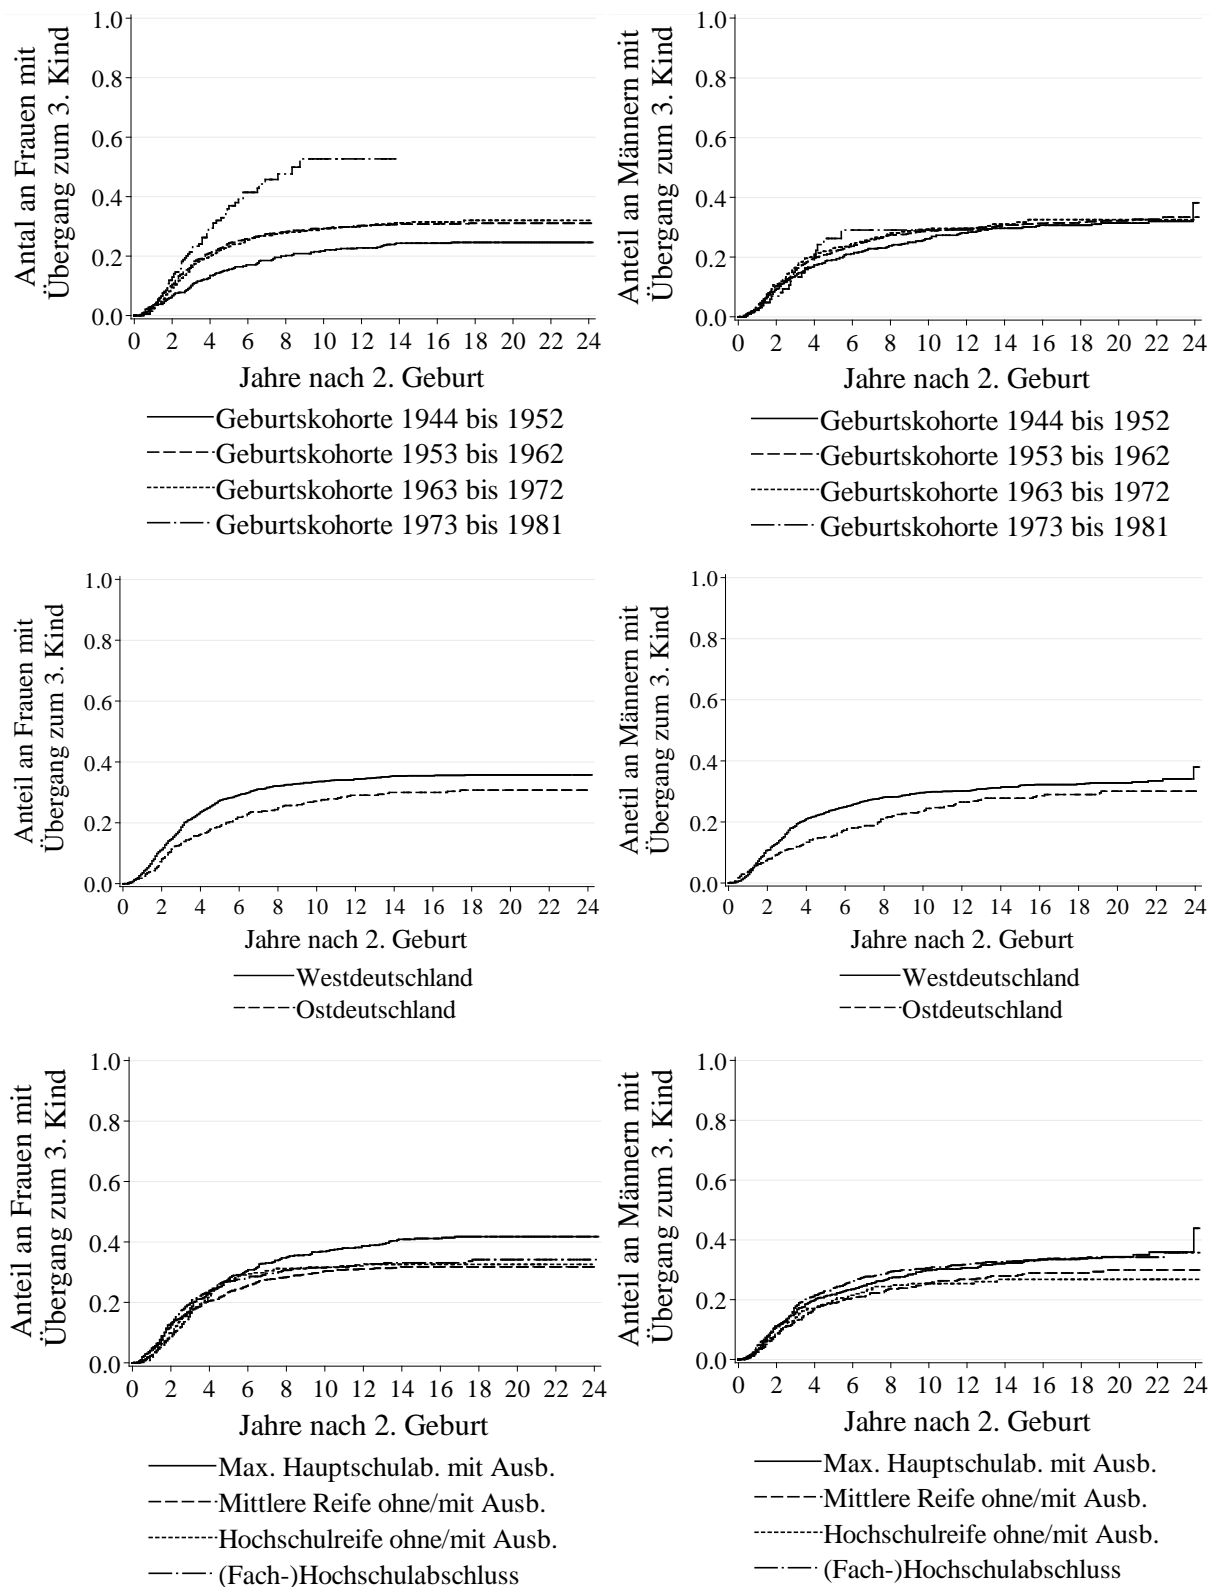 Antal an Frauen mit
Übergang zum 3. Kind
1.0
0.8
0.6
0.4
0.2
0.0
0 2 4 6 8 10 12 14 16 18 20 22 24
Jahre nach 2. Geburt
Geburtskohorte 1944 bis 1952
Geburtskohorte 1953 bis 1962
Geburtskohorte 1963 bis 1972
Geburtskohorte 1973 bis 1981
Anteil an Männern mit
Übergang zum 3. Kind
1.0
0.8
0.6
0.4
0.2
0.0
0 2 4 6 8 10 12 14 16 18 20 22 24
Jahre nach 2. Geburt
Geburtskohorte 1944 bis 1952
Geburtskohorte 1953 bis 1962
Geburtskohorte 1963 bis 1972
Geburtskohorte 1973 bis 1981
Anteil an Frauen mit
Übergang zum 3. Kind
1.0
0.8
0.6
0.4
0.2
0.0
0 2 4 6 8 10 12 14 16 18 20 22 24
Jahre nach 2. Geburt
Westdeutschland
Ostdeutschland
Anetil an Männern mit
Übergang zum 3. Kind
1.0
0.8
0.6
0.4
0.2
0.0
0 2 4 6 8 10 12 14 16 18 20 22 24
Jahre nach 2. Geburt
Westdeutschland
Ostdeutschland
Anteil an Frauen mit
Übergang zum 3. Kind
1.0
0.8
0.6
0.4
0.2
0.0
0 2 4 6 8 10 12 14 16 18 20 22 24
Jahre nach 2. Geburt
Max. Hauptschulab. mit Ausb.
Mittlere Reife ohne/mit Ausb.
Hochschulreife ohne/mit Ausb.
(Fach-)Hochschulabschluss
Anteil an Männern mit
Übergang zum 3. Kind
1.0
0.8
0.6
0.4
0.2
0.0
0 2 4 6 8 10 12 14 16 18 20 22 24
Jahre nach 2. Geburt
Max. Hauptschulab. mit Ausb.
Mittlere Reife ohne/mit Ausb.
Hochschulreife ohne/mit Ausb.
(Fach-)Hochschulabschluss